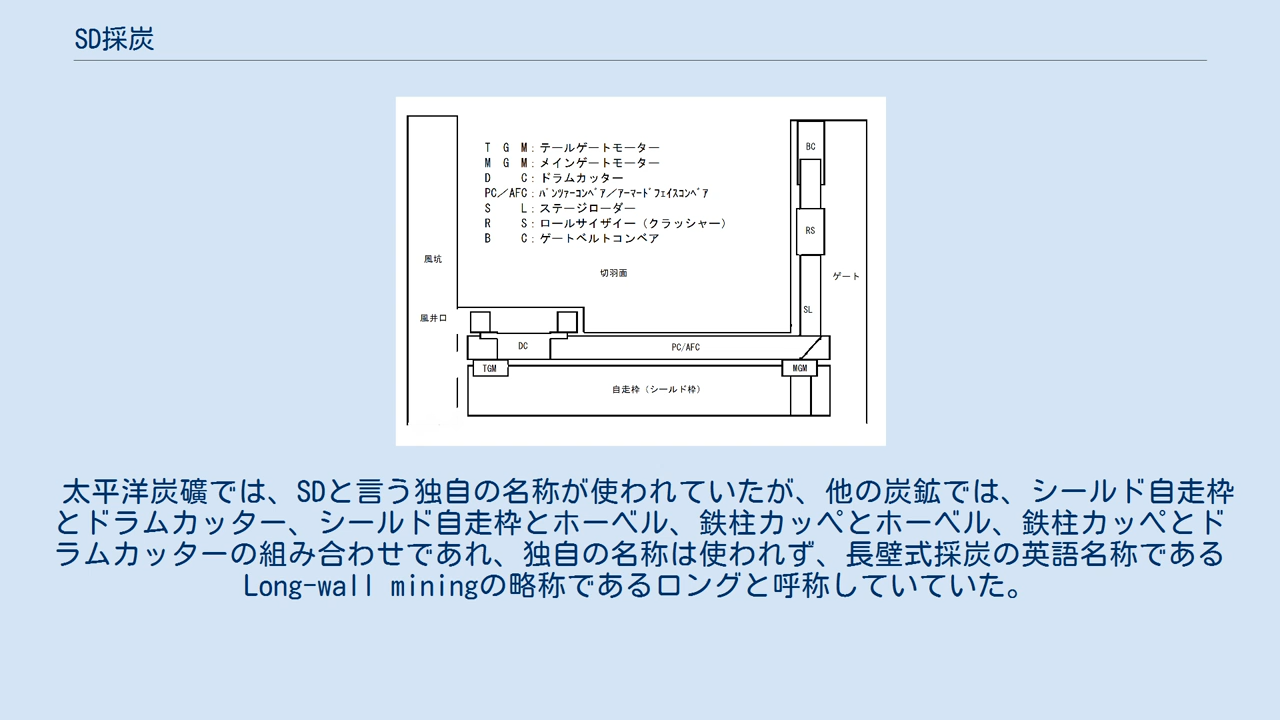 SD採炭
T G M：テールゲートモーター
M G M：メインゲートモーター
D C：ドラムカッター
PC／AFC：ﾊﾟﾝﾂｧｰｺﾝﾍﾞｱ／ｱｰﾏｰﾄﾞﾌｪｲｽｺﾝﾍﾞｱ
S L：ステージローダー
R S：ロールサイザイー（クラッシャー）
B C：ゲートベルトコンベア
BC
RS
風坑
切羽面
ゲート
風井口
SL
DC
PC/AFC
TGM
MGM
自走枠（シールド枠）
太平洋炭礦では、SDと言う独自の名称が使われていたが、他の炭鉱では、シールド自走枠
とドラムカッター、シールド自走枠とホーベル、鉄柱カッペとホーベル、鉄柱カッペとド
ラムカッターの組み合わせであれ、独自の名称は使われず、長壁式採炭の英語名称である
Long-wall miningの略称であるロングと呼称していていた。